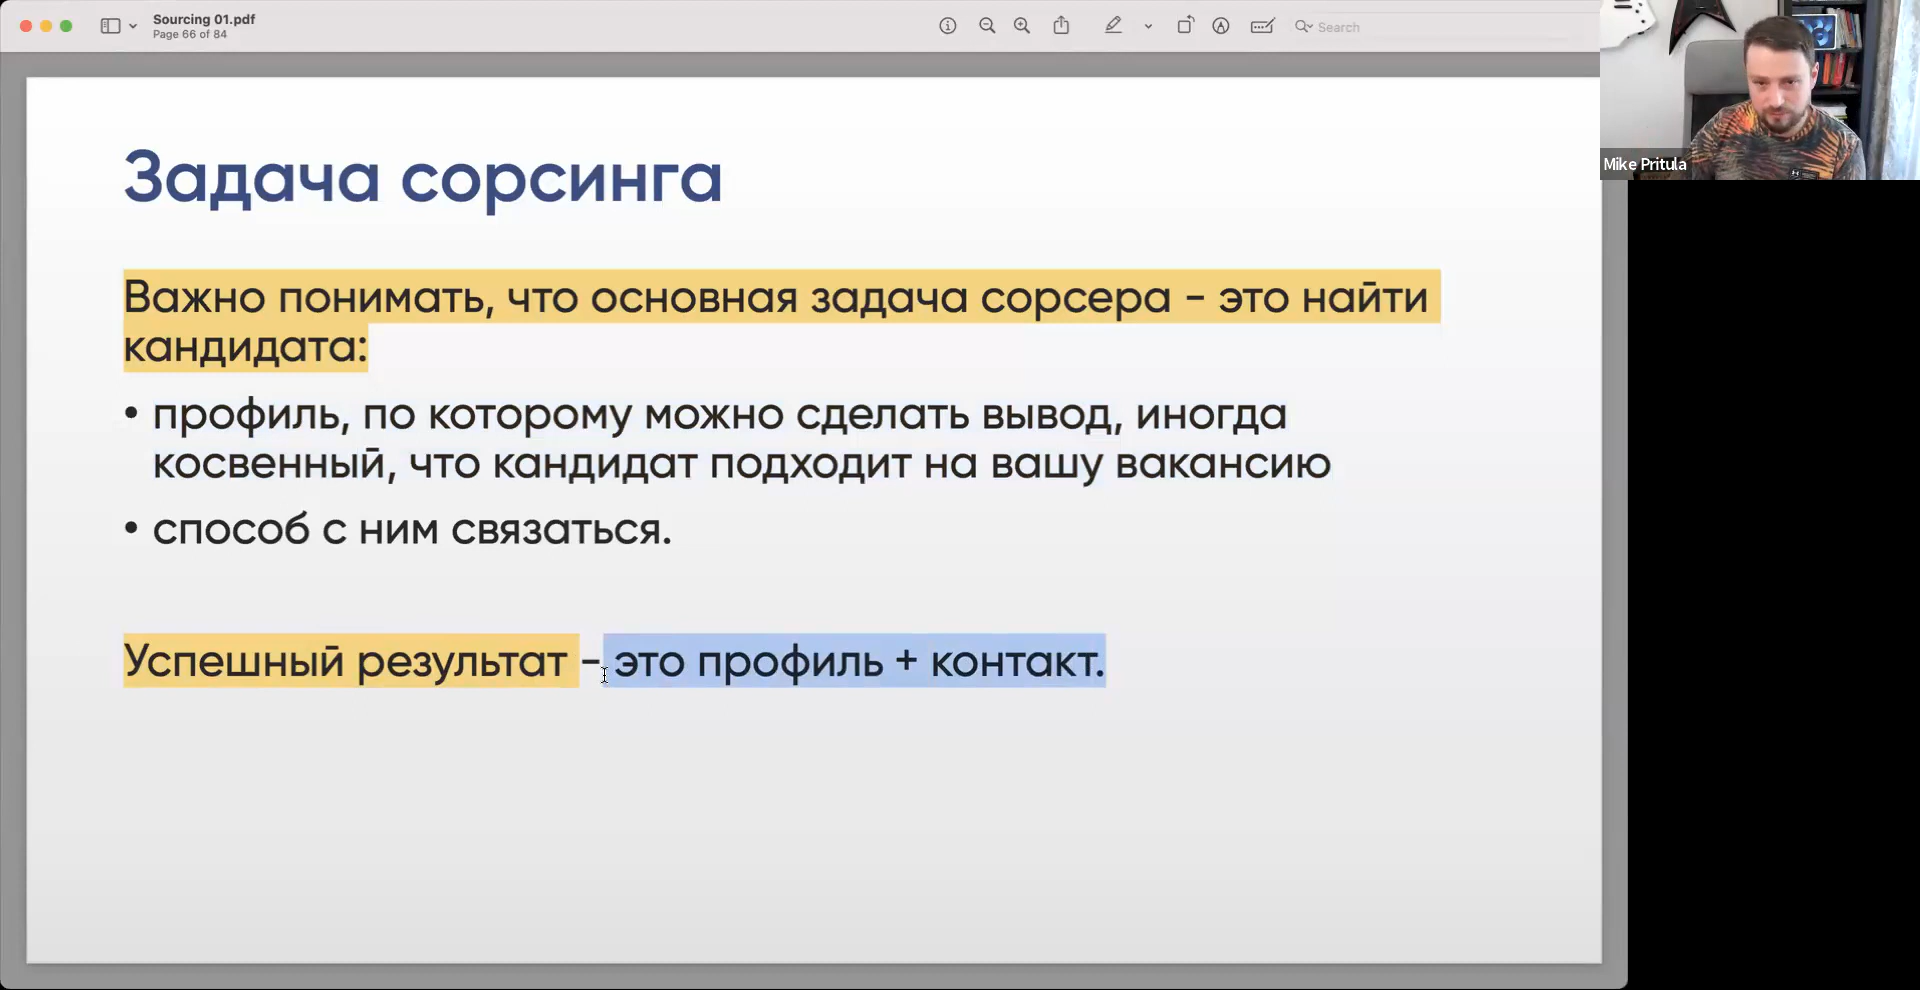 Sourcing 01.pdf
Page 66 of 84
Search
Mike Pritula
Задача сорсинга
Важно понимать, что основная задача сорсера - это найти
кандидата:
• профиль, по которому можно сделать вывод, иногда
косвенный, что кандидат подходит на вашу вакансию
• способ с ним связаться.
Успешный результат - это профиль + контакт.